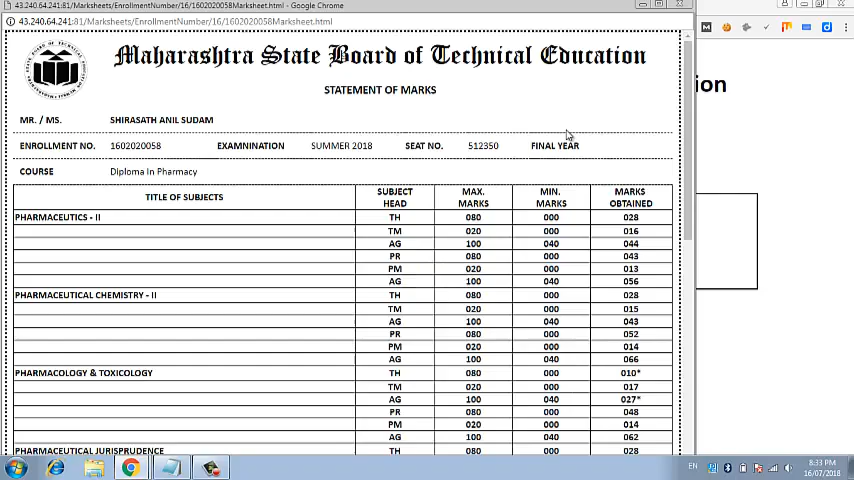 43.240.64.241:81/Marksheets/EnrollmentNumber/16/1602020058Marksheet.html - Google Chrome
43.240.64.241:81/Marksheets/EnrollmentNumber/16/1602020058Marksheet.html
Maharashtra State Board of Technical Education
ion
STATEMENT OF MARKS
MR. / MS. SHIRASATH ANIL SUDAM
ENROLLMENT NO. 1602020058 EXAMNINATION SUMMER 2018 SEAT NO. 512350 FINAL YEAR
COURSE Diploma In Pharmacy
TITLE OF SUBJECTS SUBJECT HEAD MAX. MARKS MIN. MARKS MARKS OBTAINED
PHARMACEUTICS - II TH 080 000 028
TM 020 000 016
AG 100 040 044
PR 080 000 043
PM 020 000 013
AG 100 040 056
PHARMACEUTICAL CHEMISTRY - II TH 080 000 028
TM 020 000 015
AG 100 040 043
PR 080 000 052
PM 020 000 014
AG 100 040 066
PHARMACOLOGY & TOXICOLOGY TH 080 000 010*
TM 020 000 017
AG 100 040 027*
PR 080 000 048
PM 020 000 014
AG 100 040 062
PHARMACEUTICAL JURISPRUDENCE TH 080 000 028
EN 8:33 PM
16/07/2018